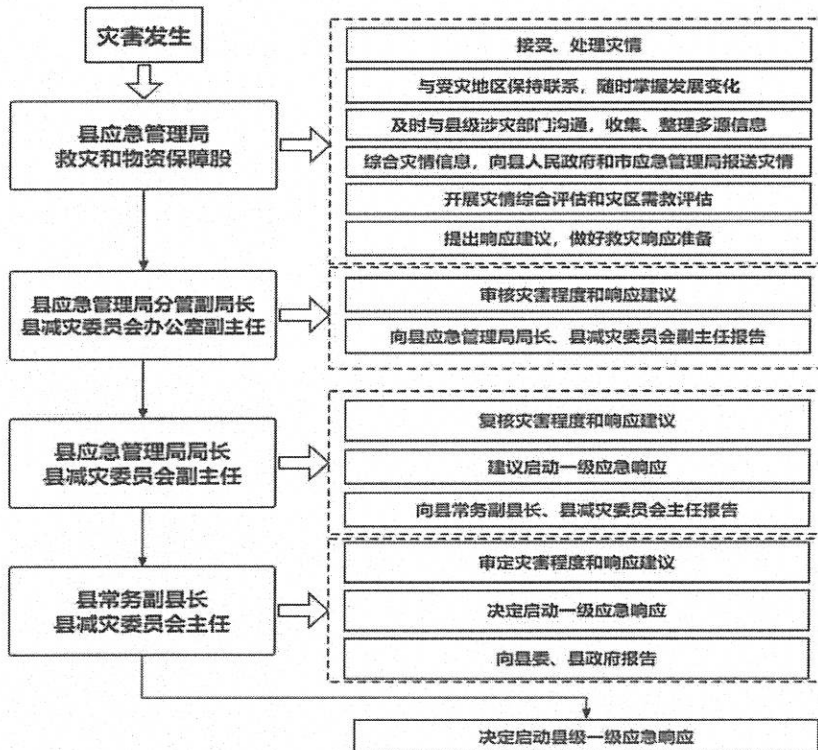 灾害发生
县应急管理局
救灾和物资保障股
接受、处理灾情
与受灾地区保持联系，随时掌握发展变化
及时与县级涉灾部门沟通，收集、整理多源信息
综合灾情信息，向县人民政府和市应急管理局报送灾情
开展灾情综合评估和灾区需救评估
提出响应建议，做好救灾响应准备
县应急管理局分管副局长
县减灾委员会办公室副主任
审核灾害程度和响应建议
向县应急管理局局长、县减灾委员会副主任报告
县应急管理局局长
县减灾委员会副主任
复核灾害程度和响应建议
建议启动一级应急响应
向县常务副县长、县减灾委员会主任报告
县常务副县长
县减灾委员会主任
审定灾害程度和响应建议
决定启动一级应急响应
向县委、县政府报告
决定启动县级一级应急响应